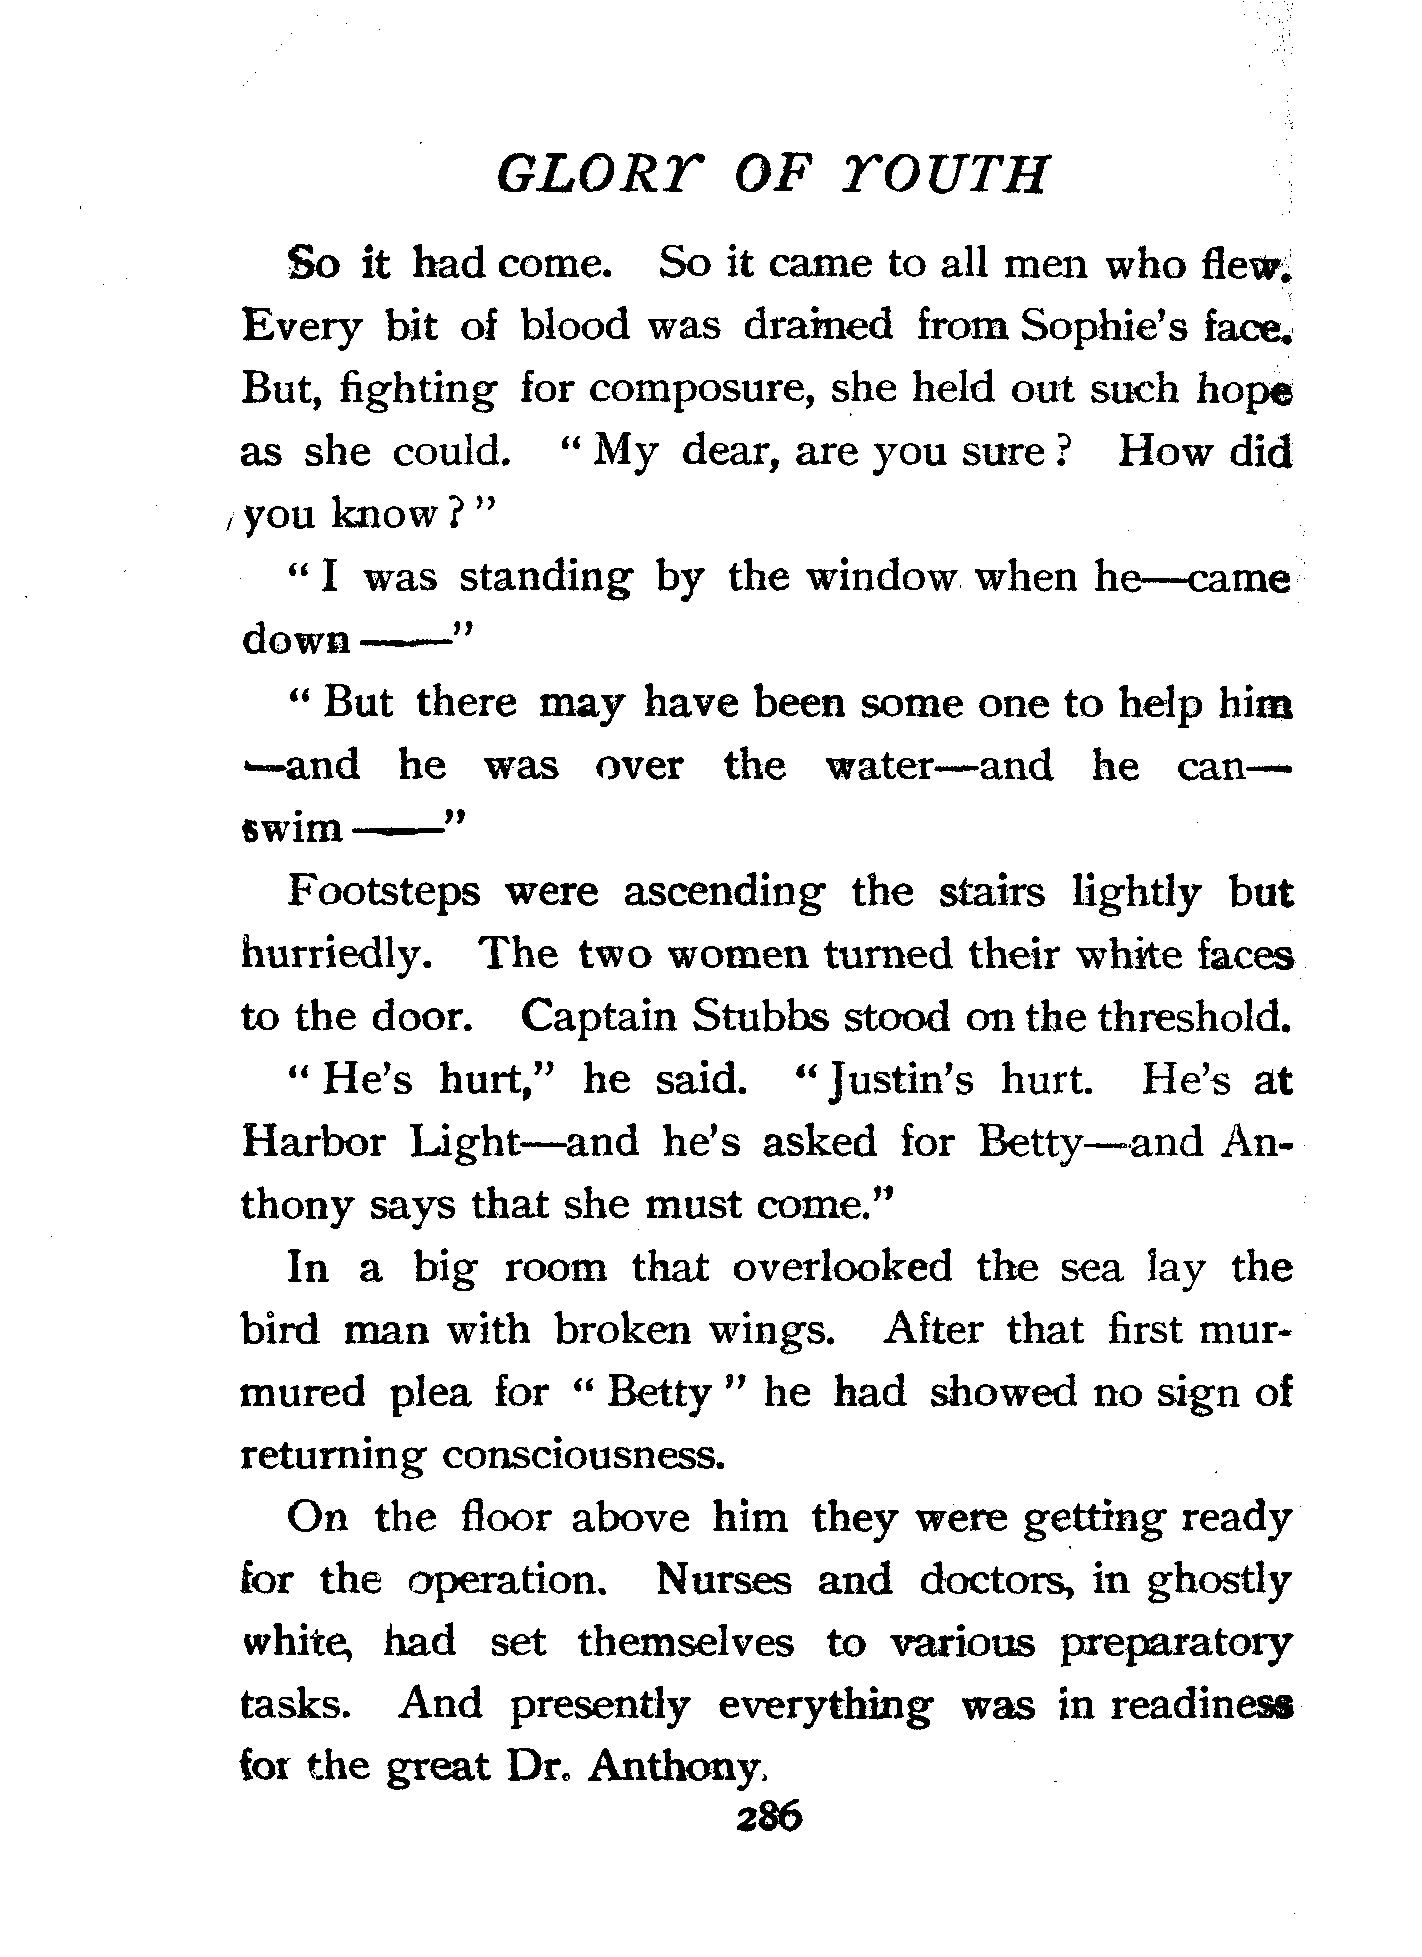 GLORY OF YOUTH
So it had come. So it came to all men who flew.
Every bit of blood was drained from Sophie's face.
But, fighting for composure, she held out such hope
as she could. “ My dear, are you sure ? How did
you know ? ”
“ I was standing by the window when he—came
down ——”
“ But there may have been some one to help him
—and he was over the water—and he can—
swim ——”
Footsteps were ascending the stairs lightly but
hurriedly. The two women turned their white faces
to the door. Captain Stubbs stood on the threshold.
“ He's hurt,” he said. “ Justin's hurt. He's at
Harbor Light—and he's asked for Betty—and An-
thony says that she must come.”
In a big room that overlooked the sea lay the
bird man with broken wings. After that first mur-
mured plea for “ Betty ” he had showed no sign of
returning consciousness.
On the floor above him they were getting ready
for the operation. Nurses and doctors, in ghostly
white, had set themselves to various preparatory
tasks. And presently everything was in readiness
for the great Dr. Anthony.
286